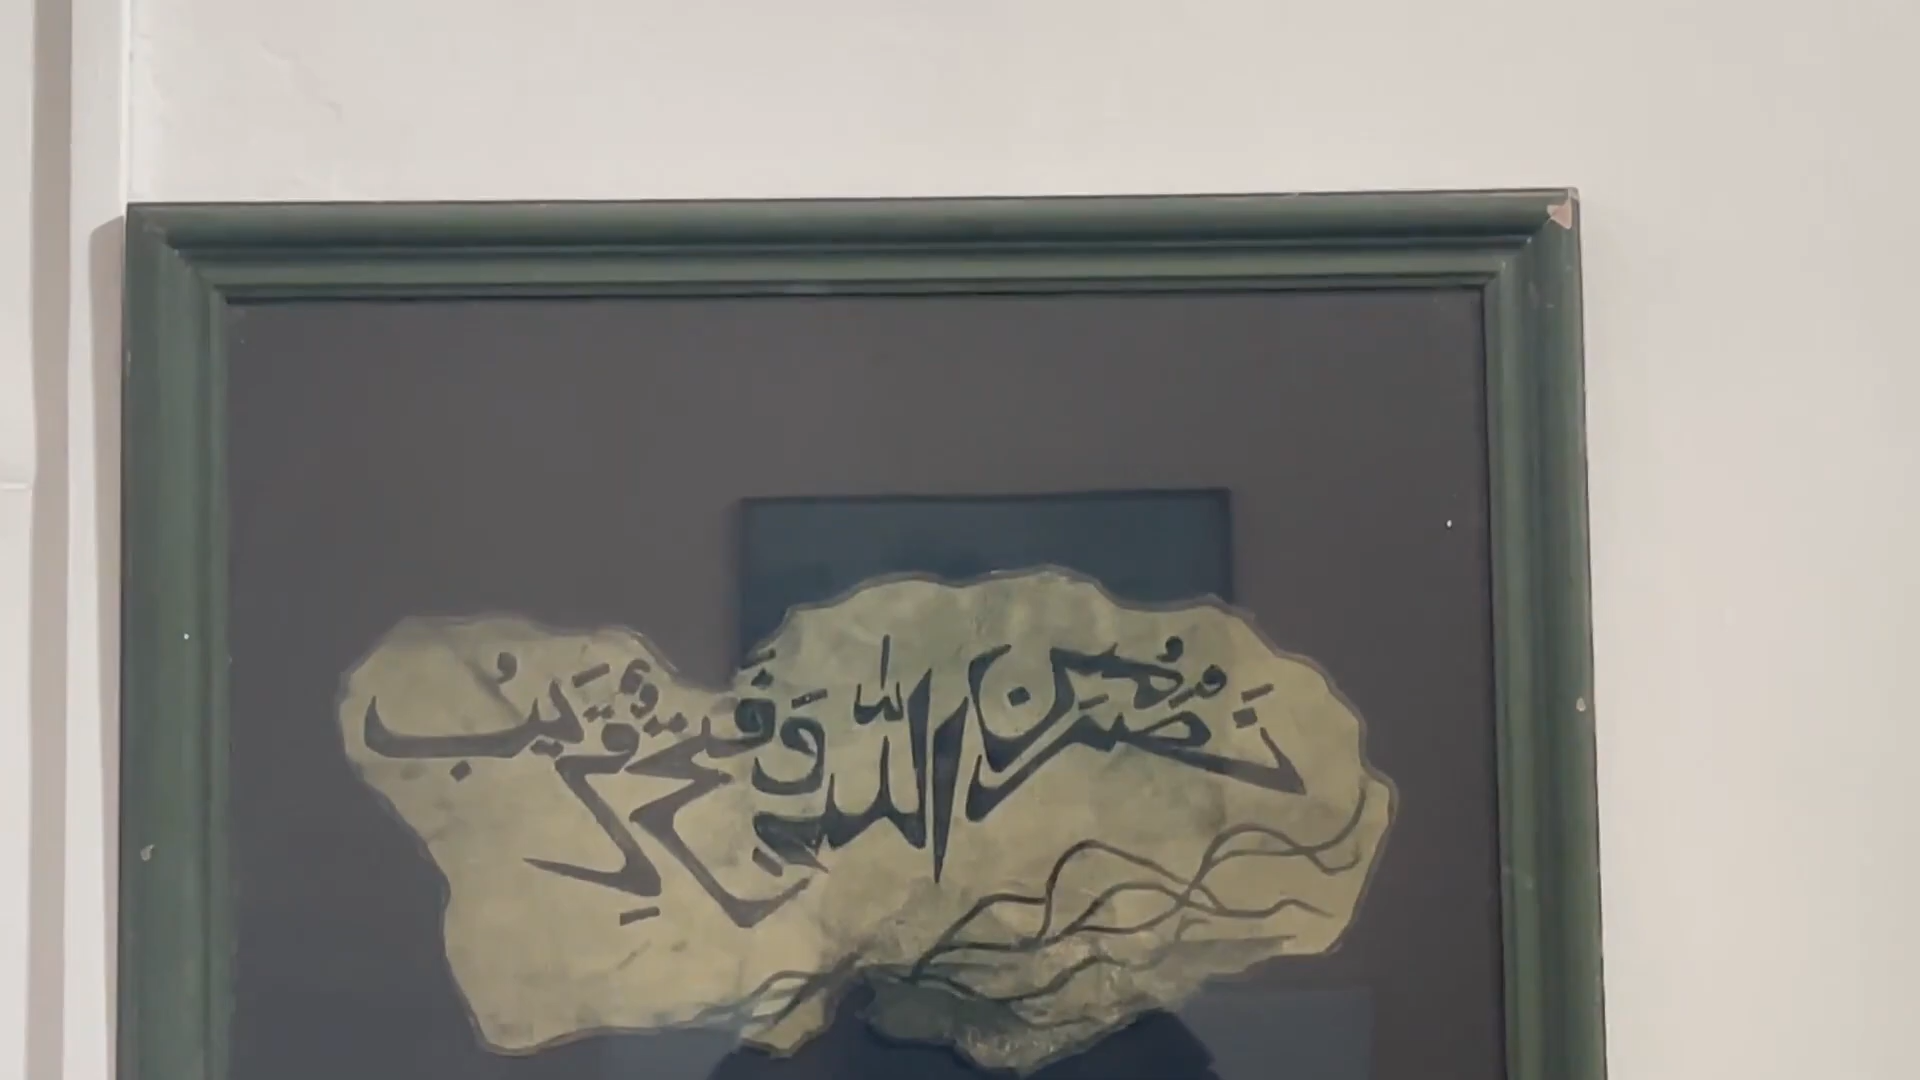 نَصْرٌ مِّنَ اللَّهِ وَفَتْحٌ قَرِيبٌ